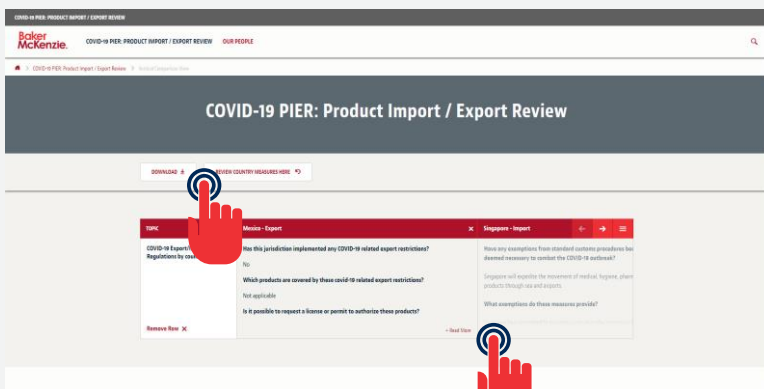 COVID-19 PIER: PRODUCT IMPORT / EXPORT REVIEW
Baker
McKenzie.
COVID-19 PIER: PRODUCT IMPORT / EXPORT REVIEW OUR PEOPLE
COVID-19 PIER: Product Import / Export Review
COVID-19 PIER: Product Import / Export Review
DOWNLOAD
REVIEW COUNTRY MEASURES HERE
TOPIC
Mexico - Export
Singapore - Import
COVID-19 Export/
Regulations by
Has this jurisdiction implemented any COVID-19 related export restrictions?
No
Which products are covered by these covid-19 related export restrictions?
Not applicable
Is it possible to request a license or permit to authorize these products?
+ Read More
Remove Row
Have any exemptions from standard customs procedures
deemed necessary to combat the COVID-19 outbreak?
Singapore will expedite the movement of medical, hygiene,
products through sea and airports.
What exemptions do these measures provide?